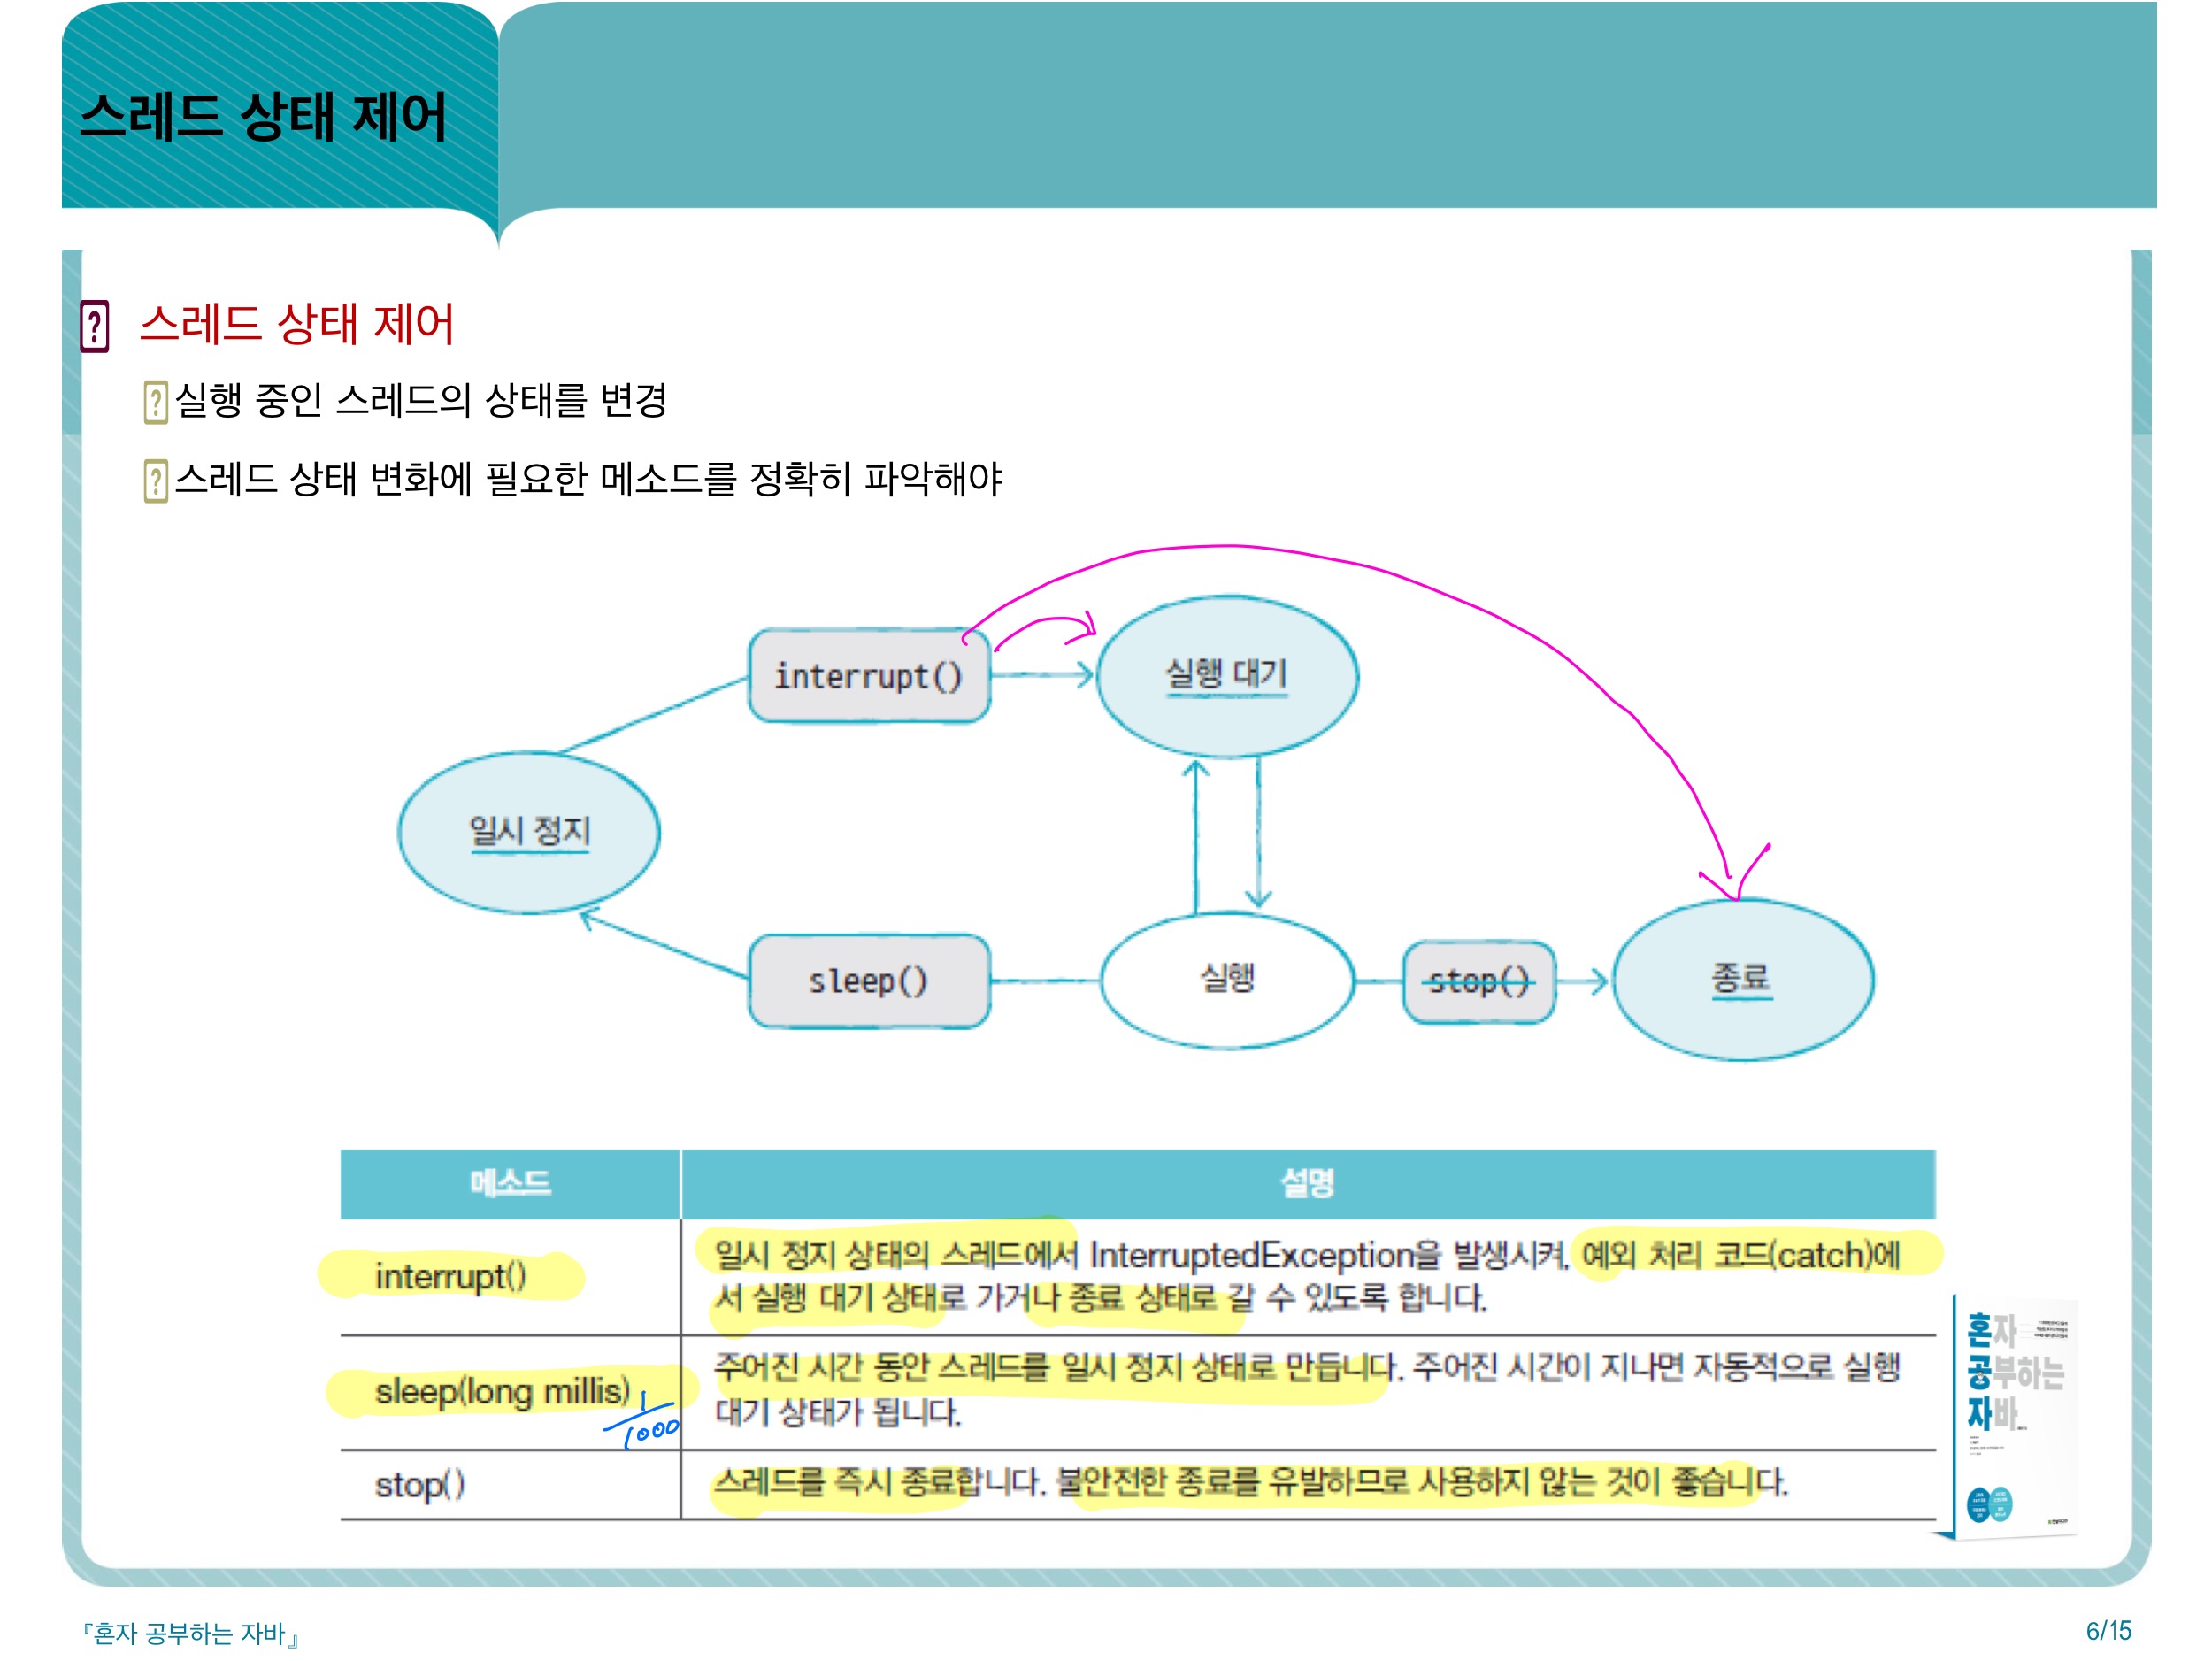 스레드 상태 제어
스레드 상태 제어
실행 중인 스레드의 상태를 변경
스레드 상태 변화에 필요한 메소드를 정확히 파악해야
interrupt()
실행 대기
일시 정지
sleep()
실행
stop()
종료
메소드
설명
interrupt()
일시 정지 상태의 스레드에서 InterruptedException을 발생시켜, 예외 처리 코드(catch)에
서 실행 대기 상태로 가거나 종료 상태로 갈 수 있도록 합니다.
sleep(long millis)
1/1000
주어진 시간 동안 스레드를 일시 정지 상태로 만듭니다. 주어진 시간이 지나면 자동적으로 실행
대기 상태가 됩니다.
stop()
스레드를 즉시 종료합니다. 불안전한 종료를 유발하므로 사용하지 않는 것이 좋습니다.
혼자
공부하는
자바
『혼자 공부하는 자바』
6/15